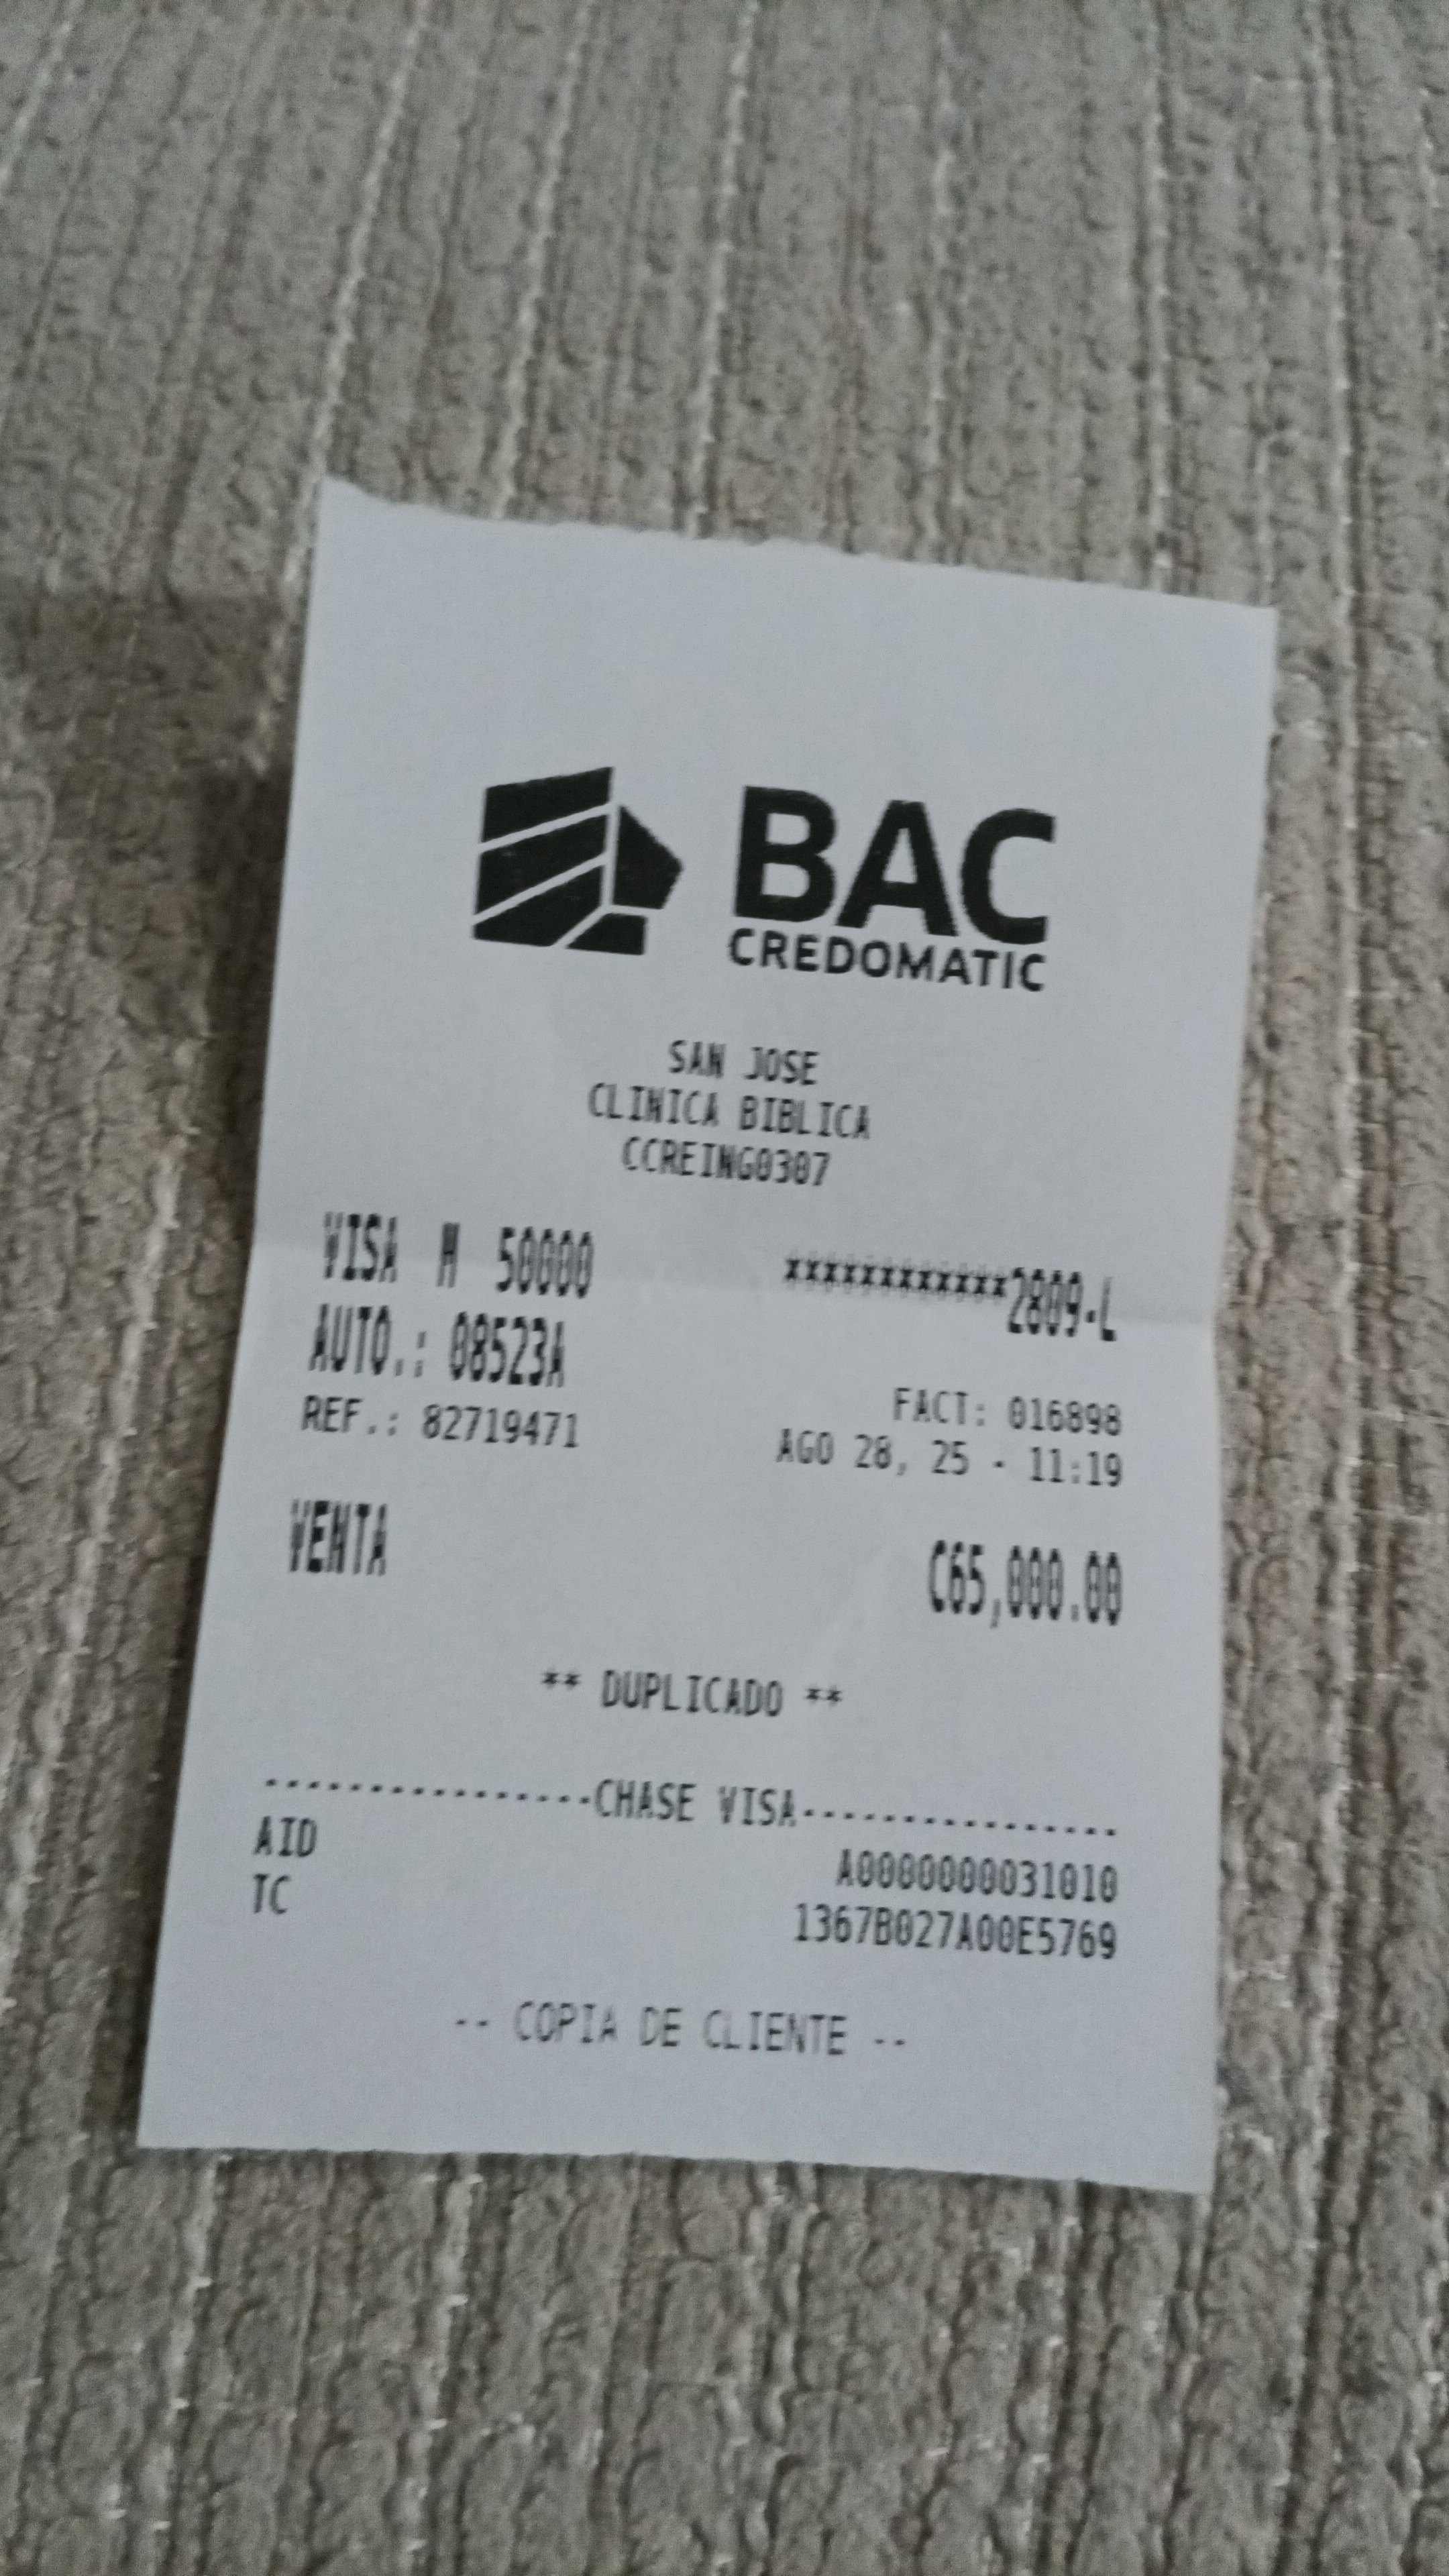 BAC
CREDOMATIC
SAN JOSE
CLINICA BIBLICA
CCREING0307
VISA M 50000 ************2809-L
AUTO.: 08523A
FACT: 016898
REF.: 82719471 AGO 28, 25 - 11:19
VENTA C65,000.00
** DUPLICADO **
----------------CHASE VISA----------------
AID A0000000031010
TC 1367B027A00E5769
-- COPIA DE CLIENTE --